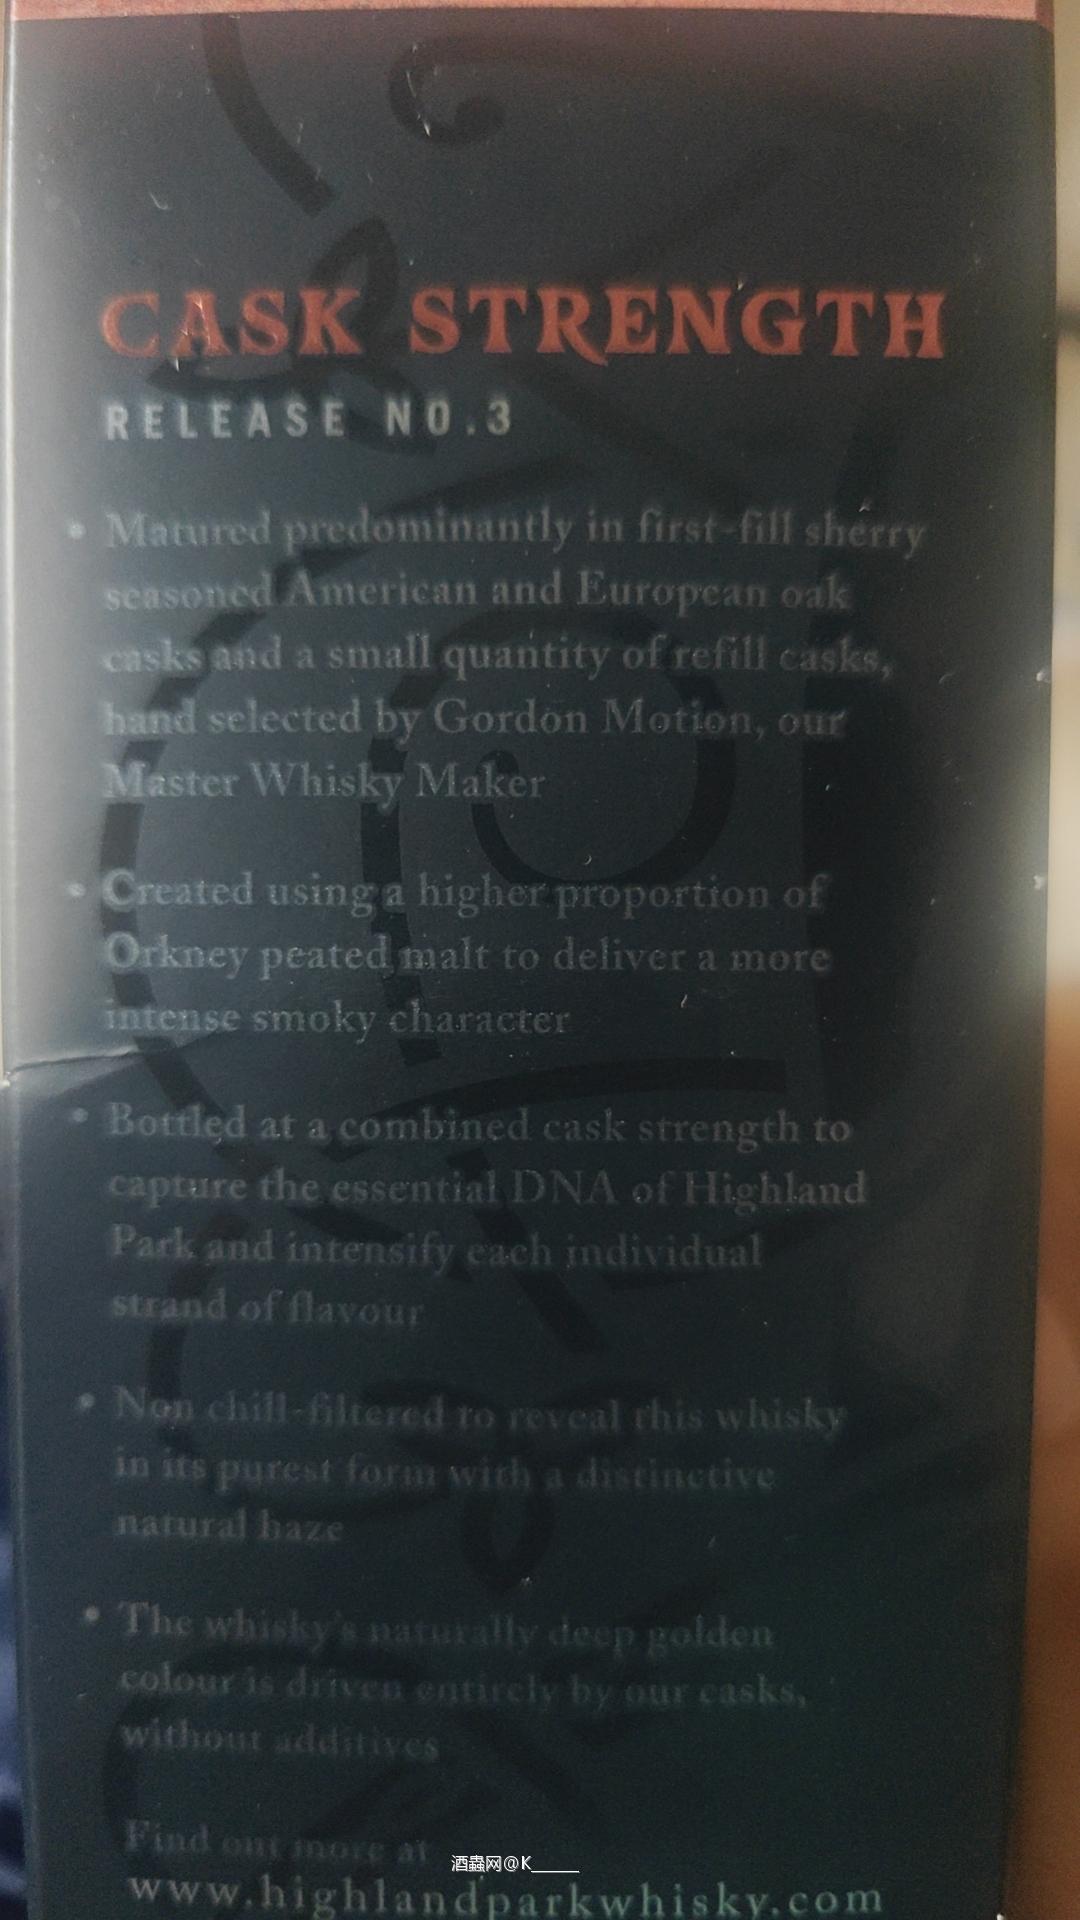 CASK STRENGTH
RELEASE NO.3
• Matured predominantly in first-fill sherry
seasoned American and European oak
casks and a small quantity of refill casks,
hand selected by Gordon Motion, our
Master Whisky Maker
• Created using a higher proportion of
Orkney peated malt to deliver a more
intense smoky character
• Bottled at a combined cask strength to
capture the essential DNA of Highland
Park and intensify each individual
strand of flavour
• Non chill-filtered to reveal this whisky
in its purest form with a distinctive
natural haze
• The whisky's naturally deep golden
colour is driven entirely by our casks,
without additives
Find out more at
酒蟲网@K_____
www.highlandparkwhisky.com